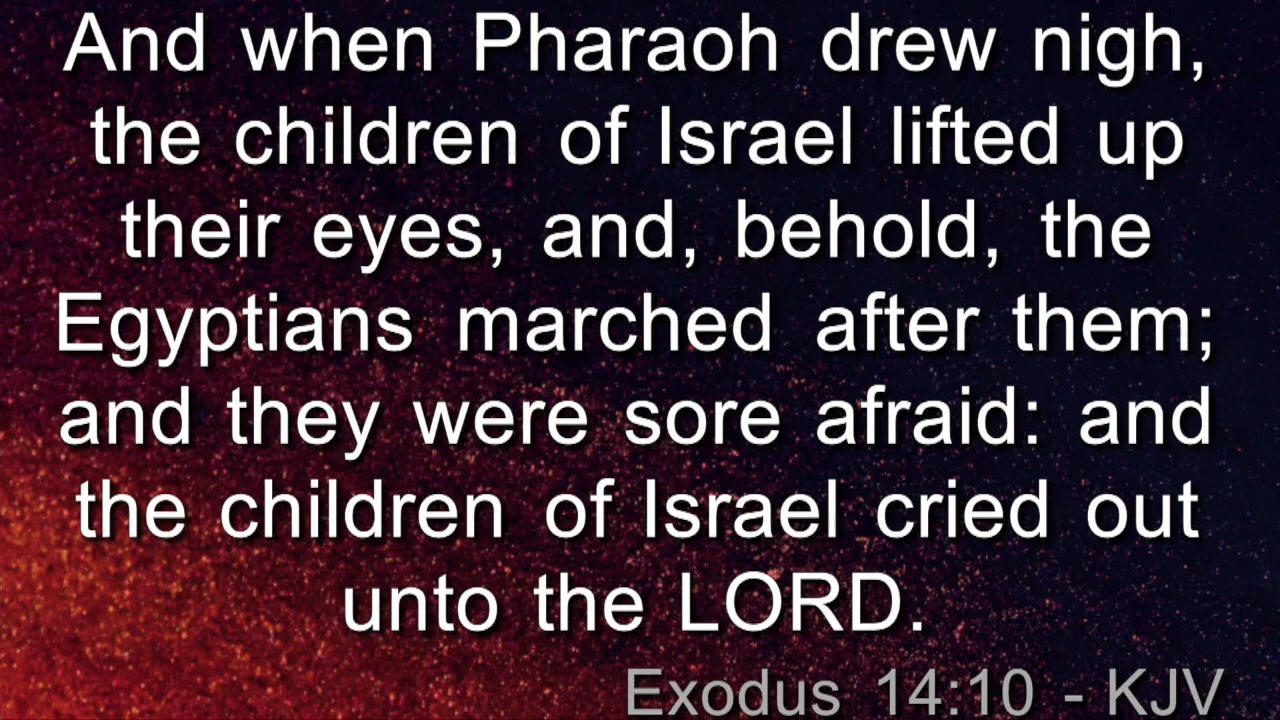 And when Pharaoh drew nigh,
the children of Israel lifted up
their eyes, and, behold, the
Egyptians marched after them;
and they were sore afraid: and
the children of Israel cried out
unto the LORD.
Exodus 14:10 - KJV